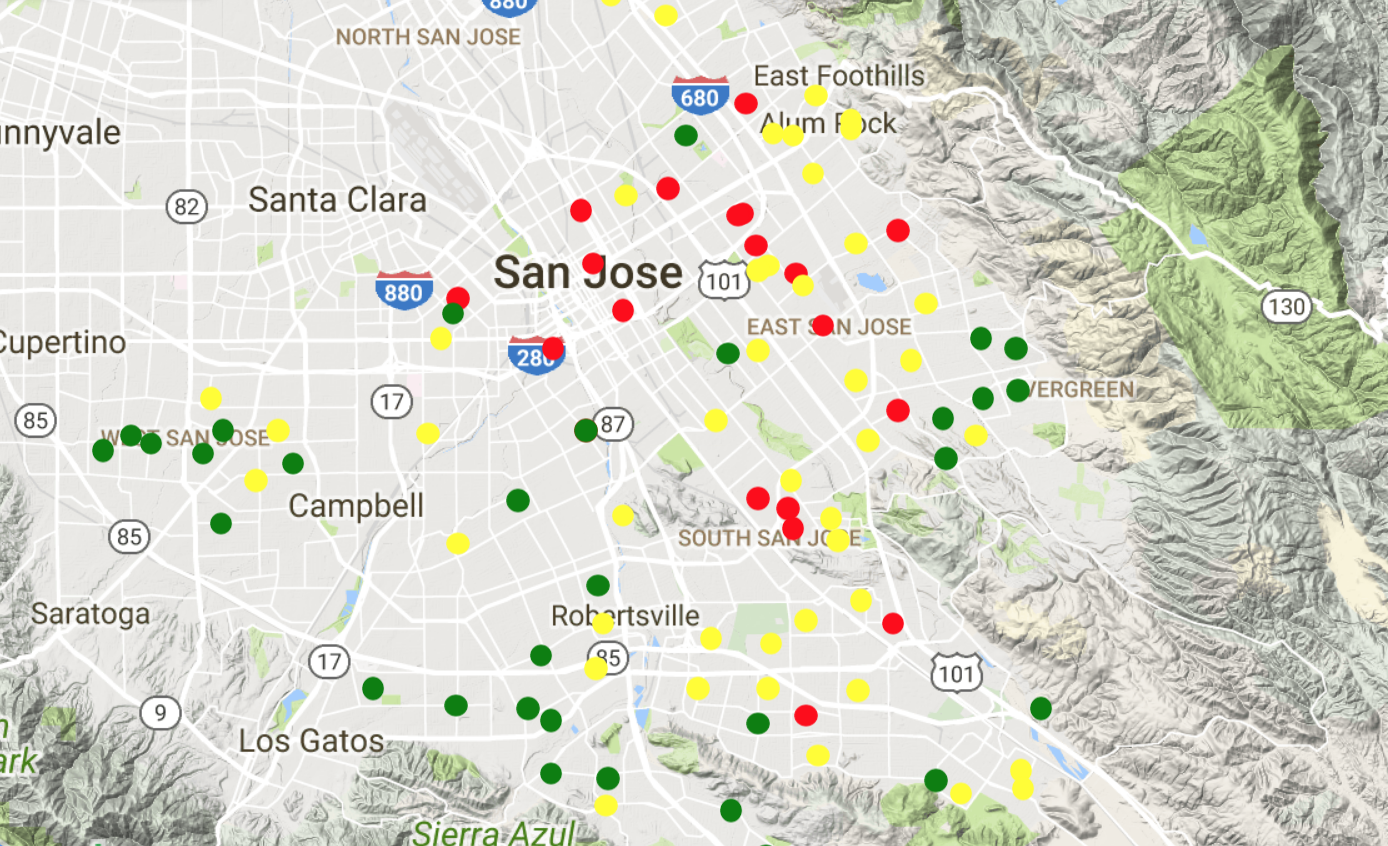 880
NORTH SAN JOSE
East Foothills
680
Alum Rock
unnyvale
82
Santa Clara
San Jose
101
880
130
EAST SAN JOSE
Cupertino
280
17
VERGREEN
85
87
WEST SAN JOSE
Campbell
85
SOUTH SAN JOSE
Saratoga
Robertsville
17
85
101
9
Los Gatos
ark
Sierra Azul